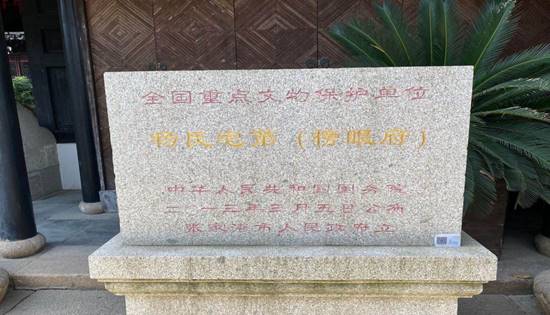 全国重点文物保护单位
杨氏宅第（榜眼府）
中华人民共和国国务院
二〇一三年三月五日公布
张家港市人民政府立